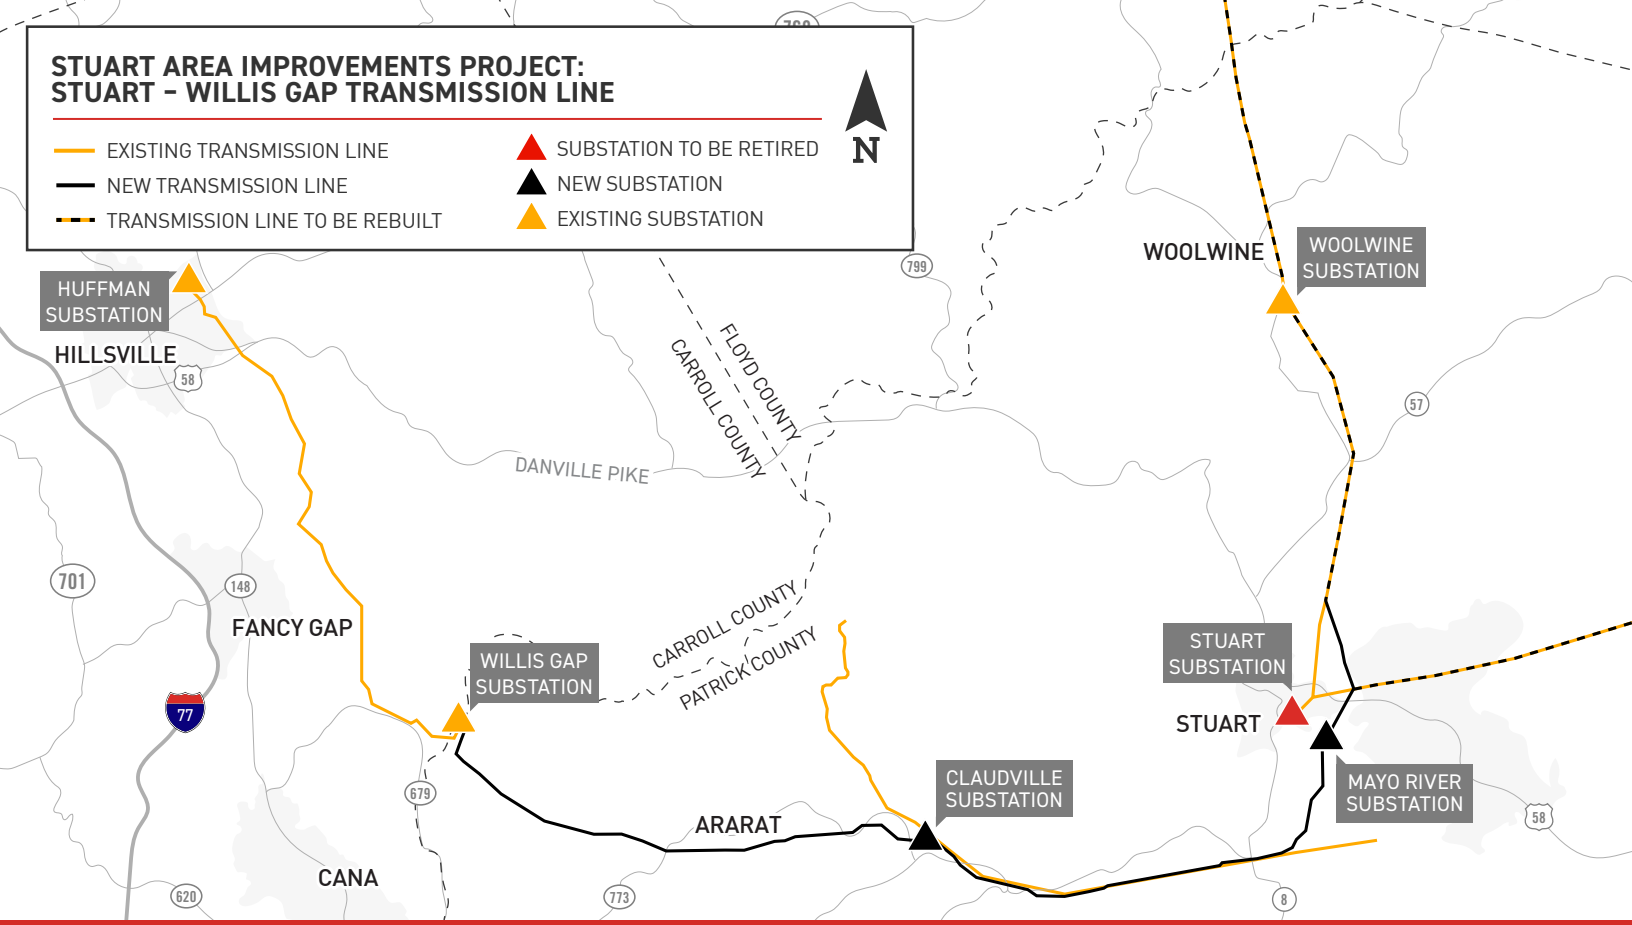 STUART AREA IMPROVEMENTS PROJECT:
STUART – WILLIS GAP TRANSMISSION LINE
EXISTING TRANSMISSION LINE
NEW TRANSMISSION LINE
TRANSMISSION LINE TO BE REBUILT
SUBSTATION TO BE RETIRED
NEW SUBSTATION
EXISTING SUBSTATION
N
799
WOOLWINE
WOOLWINE
SUBSTATION
HUFFMAN
SUBSTATION
HILLSVILLE
58
FLOYD COUNTY
CARROLL COUNTY
57
DANVILLE PIKE
701
148
FANCY GAP
CARROLL COUNTY
PATRICK COUNTY
WILLIS GAP
SUBSTATION
STUART
SUBSTATION
77
STUART
679
CLAUDVILLE
SUBSTATION
MAYO RIVER
SUBSTATION
ARARAT
58
CANA
620
773
8